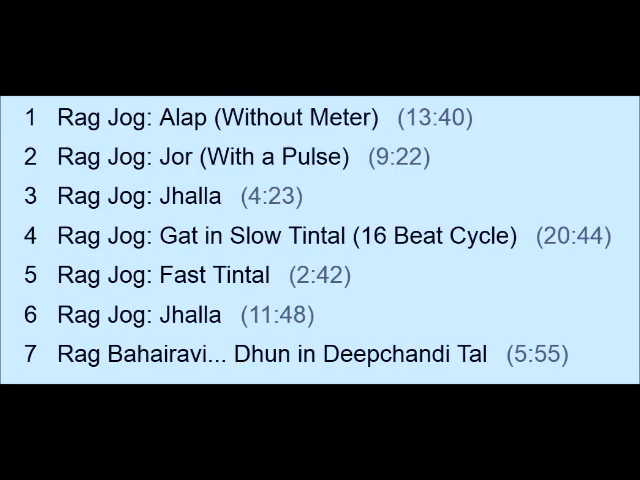 1 Rag Jog: Alap (Without Meter) (13:40)
2 Rag Jog: Jor (With a Pulse) (9:22)
3 Rag Jog: Jhalla (4:23)
4 Rag Jog: Gat in Slow Tintal (16 Beat Cycle) (20:44)
5 Rag Jog: Fast Tintal (2:42)
6 Rag Jog: Jhalla (11:48)
7 Rag Bahairavi... Dhun in Deepchandi Tal (5:55)